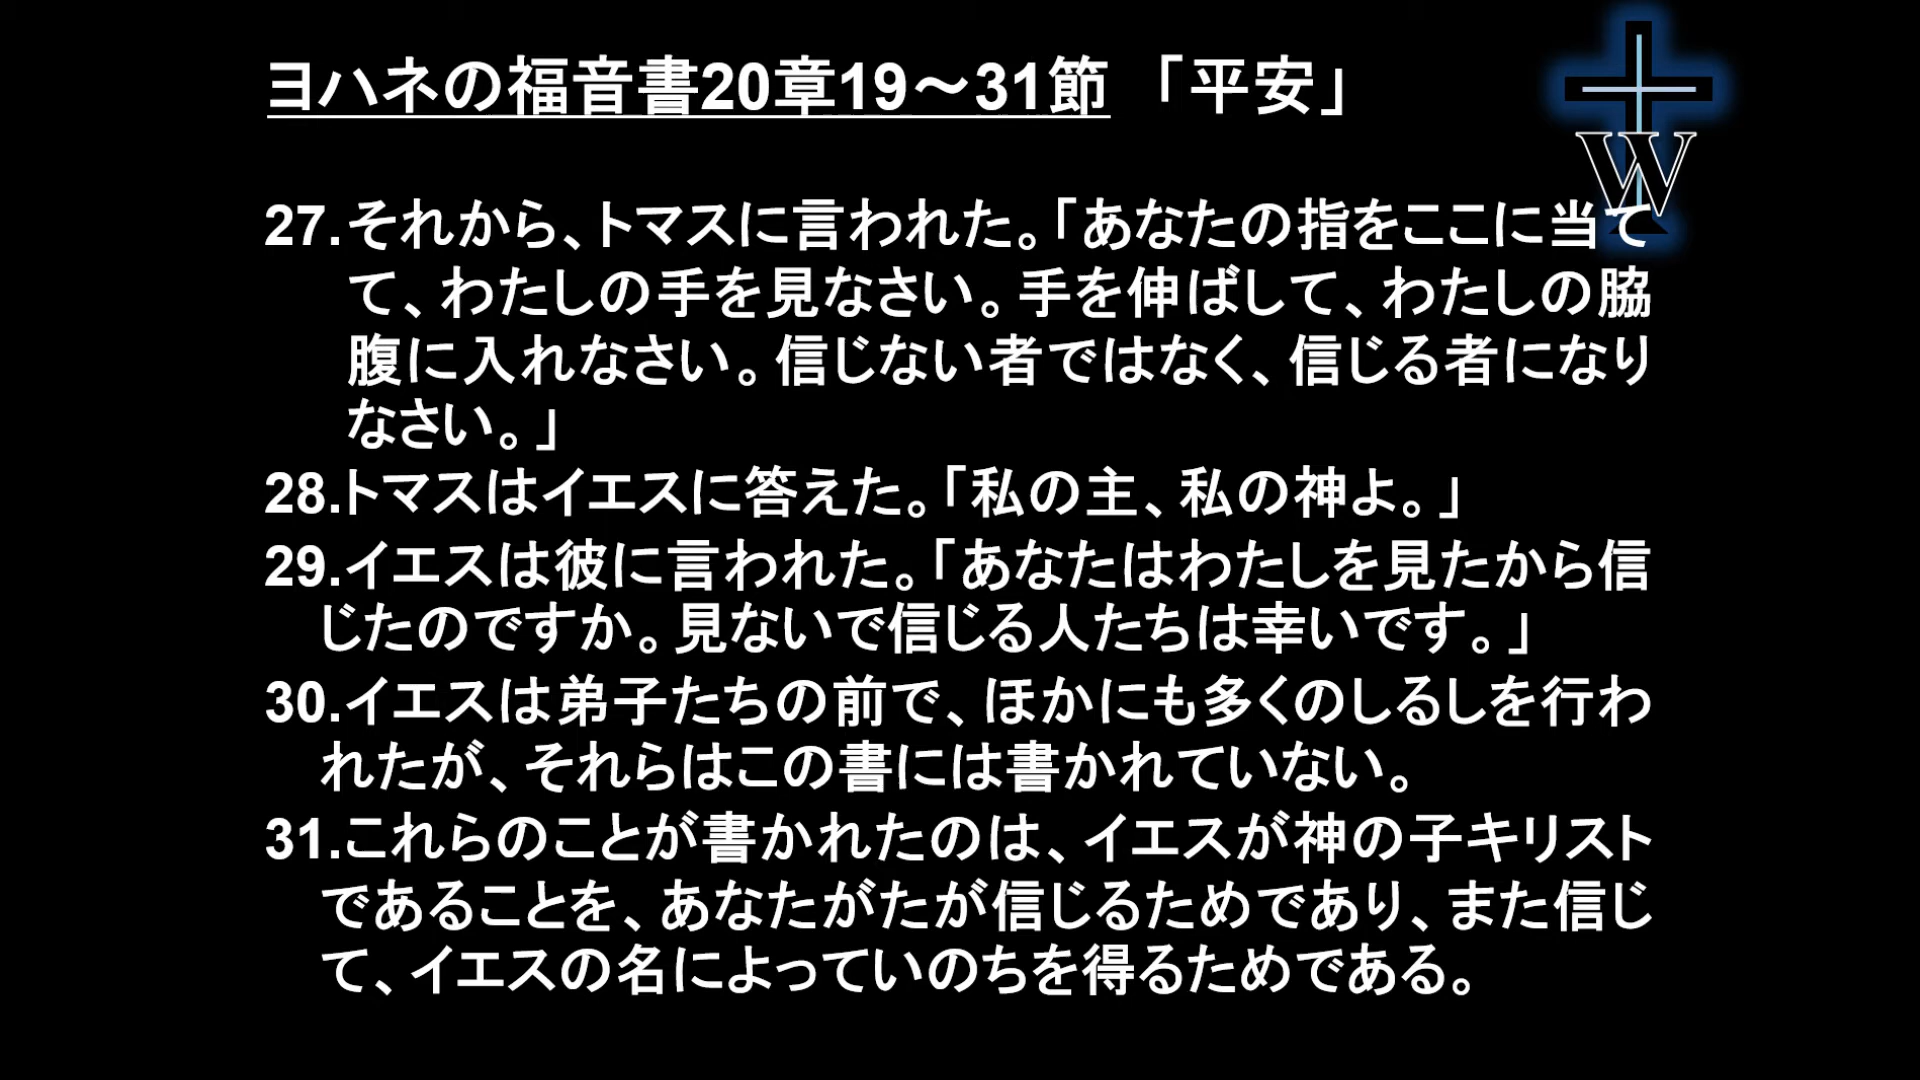 ヨハネの福音書20章19～31節 「平安」
W
27.それから、トマスに言われた。「あなたの指をここに当て
て、わたしの手を見なさい。手を伸ばして、わたしの脇
腹に入れなさい。信じない者ではなく、信じる者になり
なさい。」
28.トマスはイエスに答えた。「私の主、私の神よ。」
29.イエスは彼に言われた。「あなたはわたしを見たから信
じたのですか。見ないで信じる人たちは幸いです。」
30.イエスは弟子たちの前で、ほかにも多くのしるしを行わ
れたが、それらはこの書には書かれていない。
31.これらのことが書かれたのは、イエスが神の子キリスト
であることを、あなたがたが信じるためであり、また信じ
て、イエスの名によっていのちを得るためである。